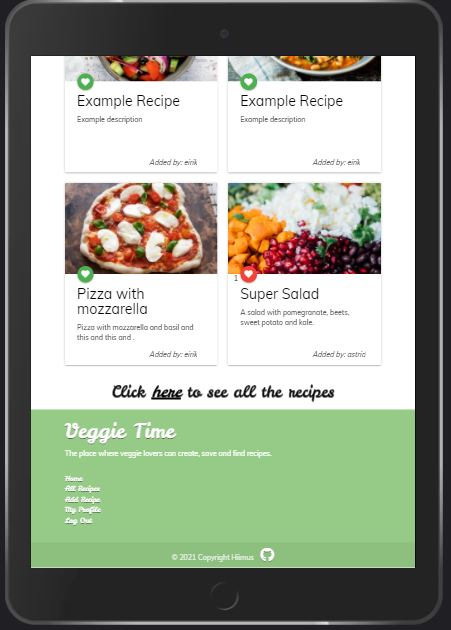 Example Recipe
Example description
Added by: eirik
Example Recipe
Example description
Added by: eirik
Pizza with
mozzarella
Pizza with mozzarella and basil and
this and this and .
Added by: eirik
1
Super Salad
A salad with pomegranate, beets,
sweet potato and kale.
Added by: astrid
Click here to see all the recipes
Veggie Time
The place where veggie lovers can create, save and find recipes.
Home
All Recipes
Add Recipe
My Profile
Log Out
© 2021 Copyright Hiimus